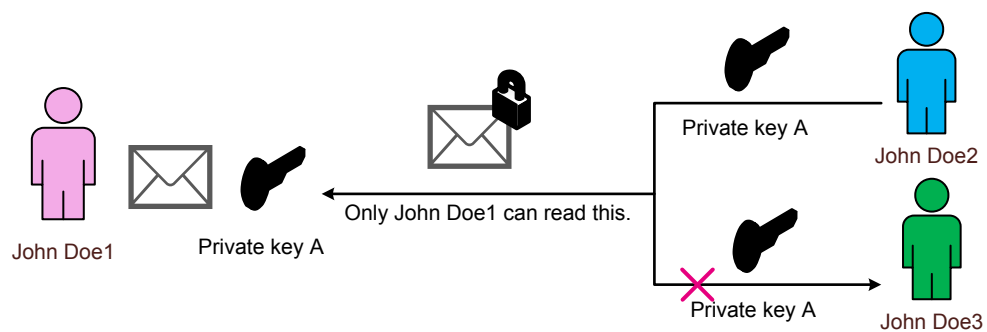 Private key A
John Doe2
Only John Doe1 can read this.
John Doe1
Private key A
Private key A
John Doe3